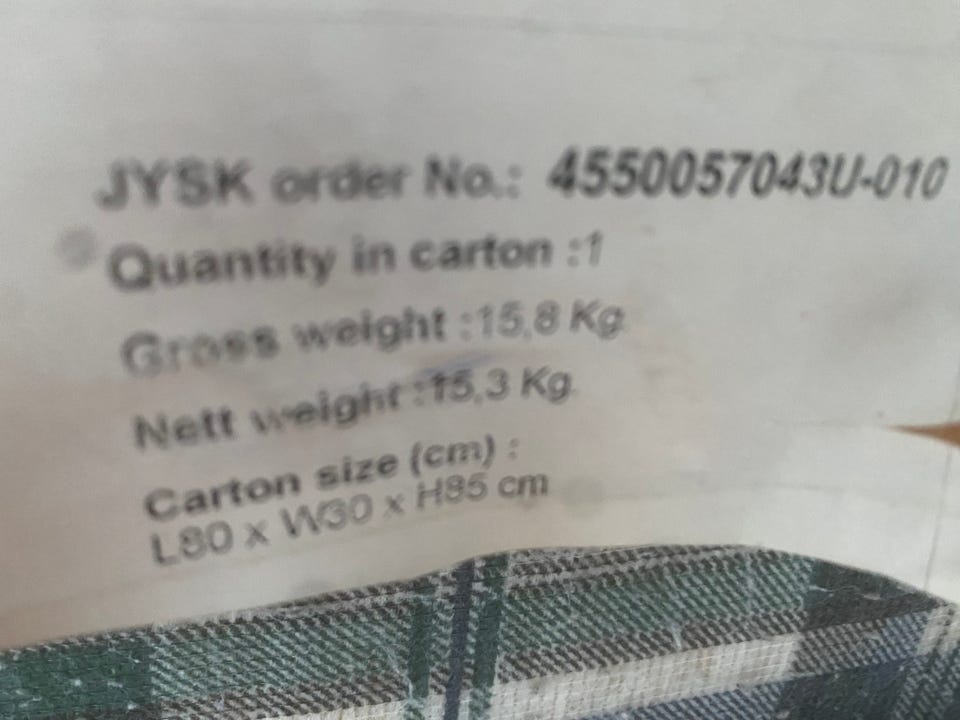 JYSK order No.: 4550057043U-010
Quantity in carton :1
Gross weight :15,8 Kg
Nett weight :15,3 Kg
Carton size (cm) :
L80 x W30 x H85 cm